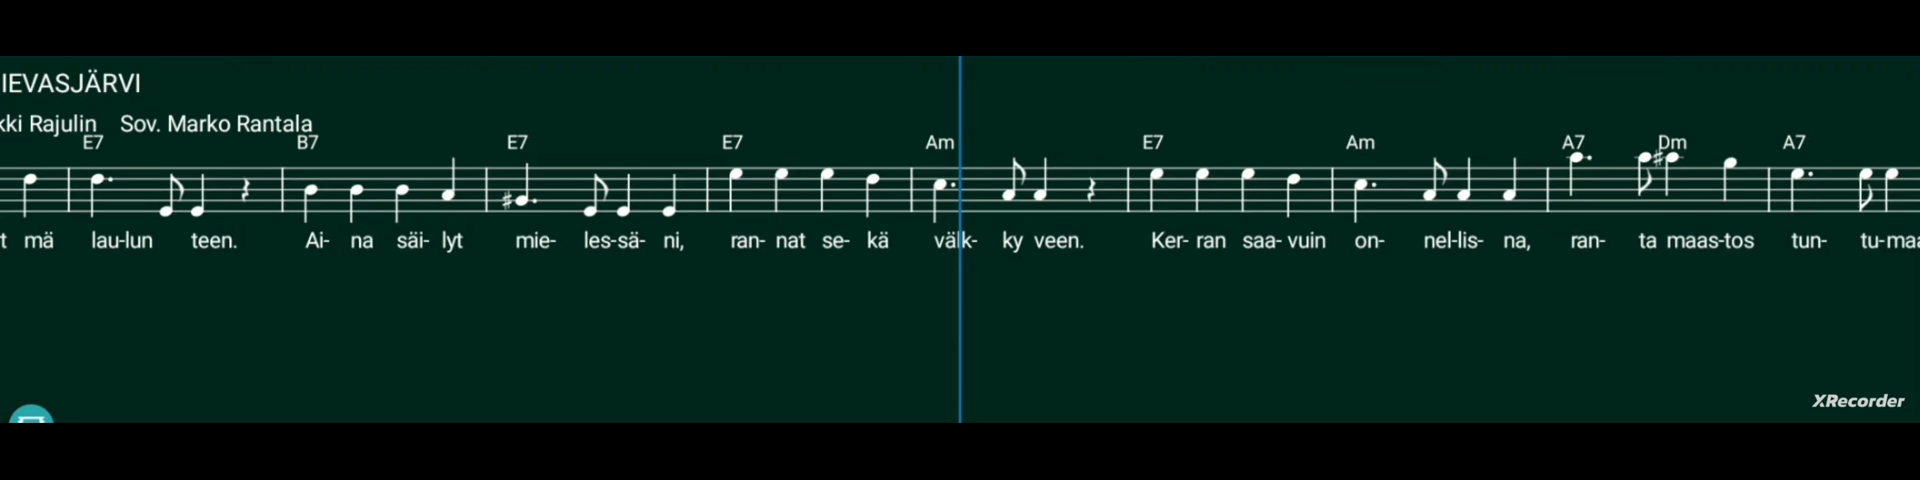 IEVASJÄRVI
kki Rajulin Sov. Marko Rantala
E7 B7 E7 E7 Am E7 Am A7 Dm A7
t mä lau-lun teen. Ai- na säi- lyt mie- les-sä- ni, ran- nat se- kä välk- ky veen. Ker- ran saa- vuin on- nel-lis- na, ran- ta maas-tos tun- tu-maa
XRecorder